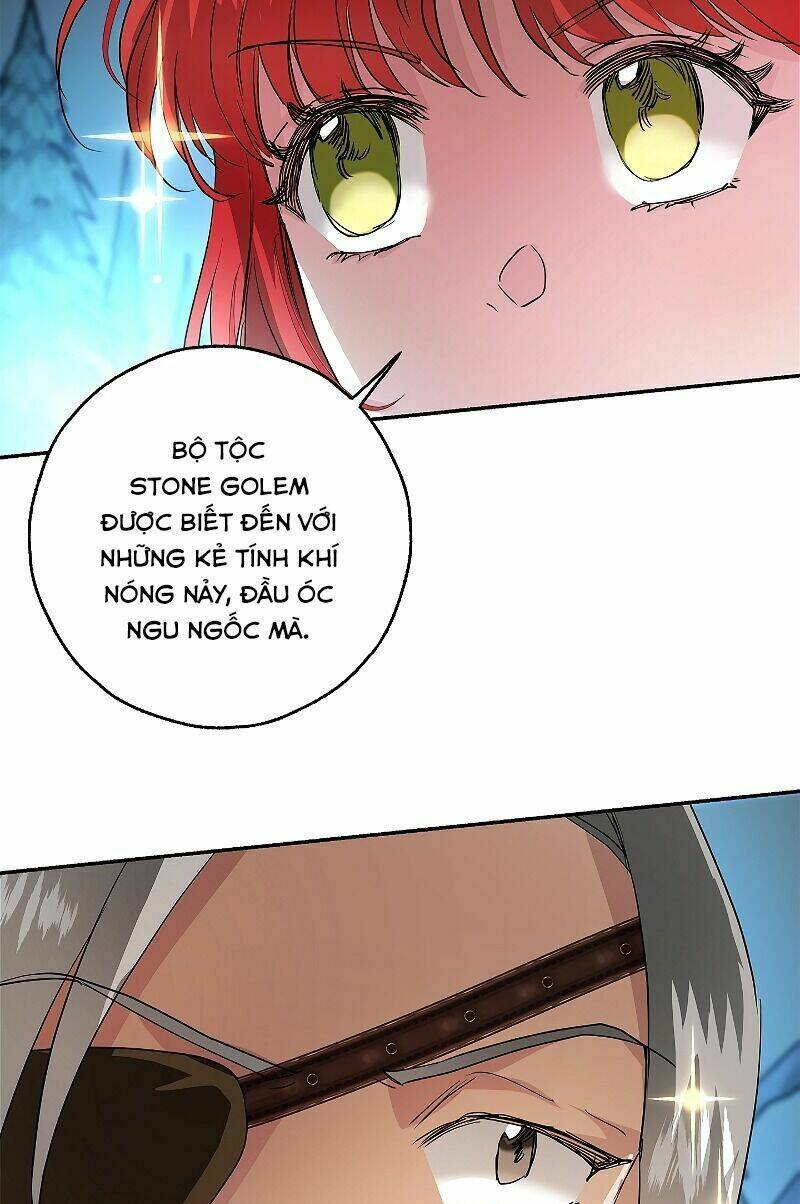 BỘ TỘC
STONE GOLEM
ĐƯỢC BIẾT ĐẾN VỚI
NHỮNG KẺ TÍNH KHÍ
NÓNG NẢY, ĐẦU ÓC
NGU NGỐC MÀ.